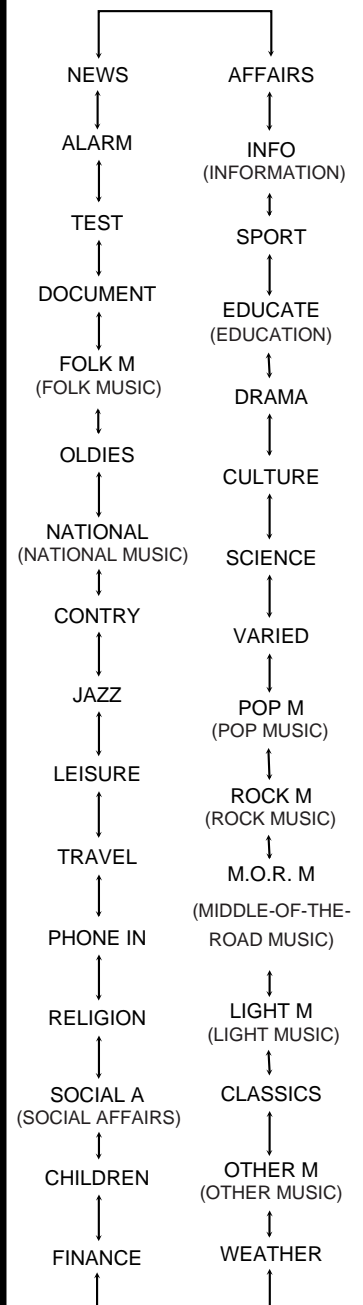 NEWS
ALARM
TEST
DOCUMENT
FOLK M
(FOLK MUSIC)
OLDIES
NATIONAL
(NATIONAL MUSIC)
CONTRY
JAZZ
LEISURE
TRAVEL
PHONE IN
RELIGION
SOCIAL A
(SOCIAL AFFAIRS)
CHILDREN
FINANCE
AFFAIRS
INFO
(INFORMATION)
SPORT
EDUCATE
(EDUCATION)
DRAMA
CULTURE
SCIENCE
VARIED
POP M
(POP MUSIC)
ROCK M
(ROCK MUSIC)
M.O.R. M
(MIDDLE-OF-THE-
ROAD MUSIC)
LIGHT M
(LIGHT MUSIC)
CLASSICS
OTHER M
(OTHER MUSIC)
WEATHER